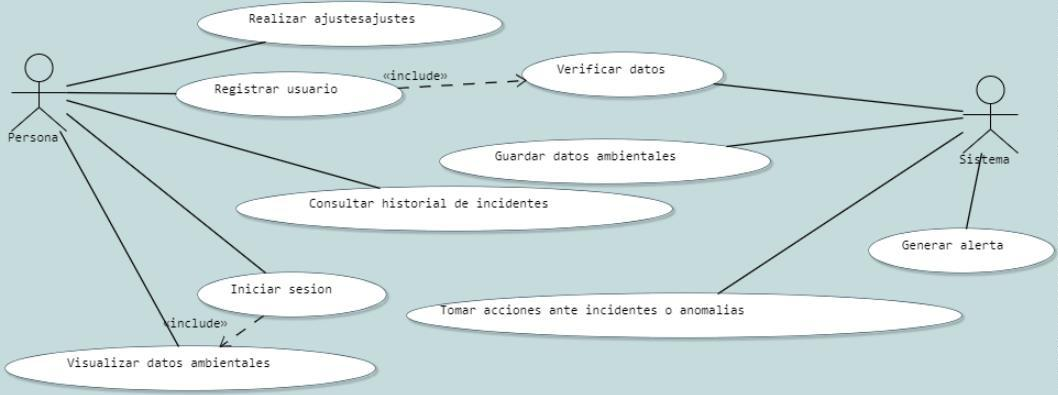 Realizar ajustesajustes
Verificar datos
«include»
Registrar usuario
Persona
Guardar datos ambientales
Sistema
Consultar historial de incidentes
Generar alerta
Iniciar sesion
Tomar acciones ante incidentes o anomalias
«include»
Visualizar datos ambientales